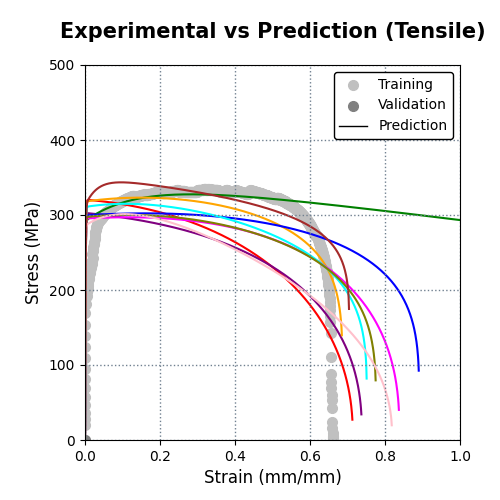 Experimental vs Prediction (Tensile)
500
400
300
200
100
0
Stress (MPa)
Training
Validation
Prediction
0.0 0.2 0.4 0.6 0.8 1.0
Strain (mm/mm)